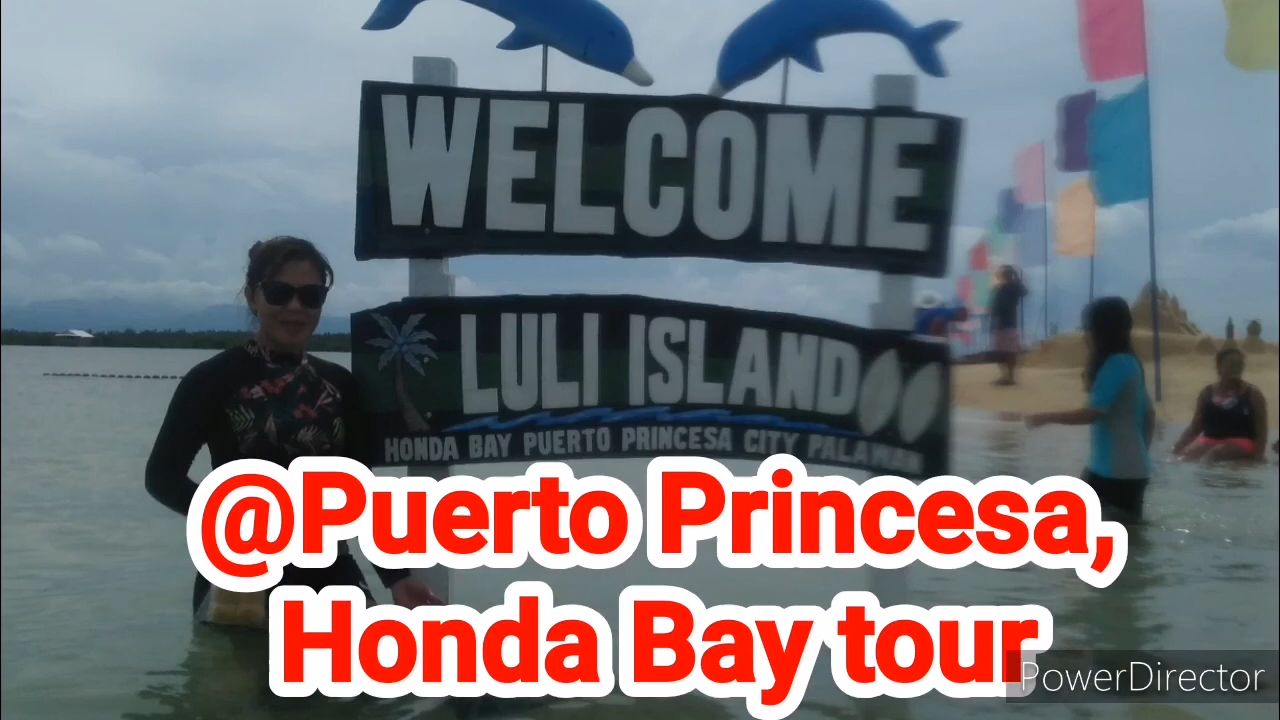 WELCOME
LULI ISLAND
HONDA BAY PUERTO PRINCESA CITY PALAWAN
@Puerto Princesa,
Honda Bay tour
PowerDirector